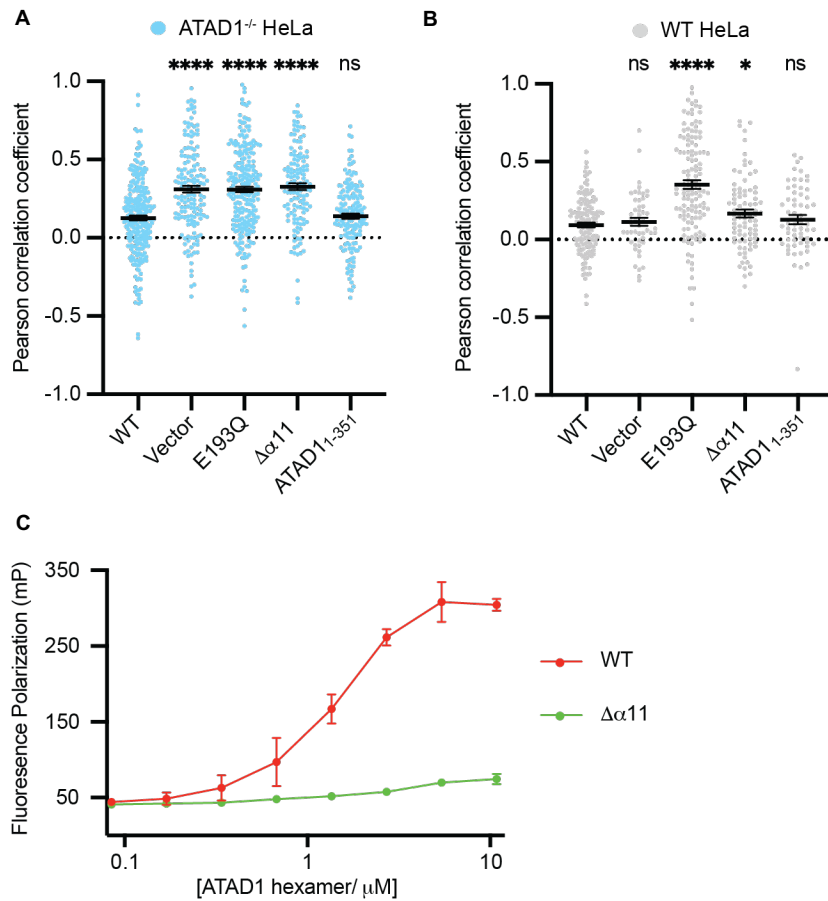 A
ATAD1-/- HeLa
**** **** **** ns
Pearson correlation coefficient
1.0
0.5
0.0
-0.5
-1.0
WT
Vector
E193Q
Δα11
ATAD11-351
B
WT HeLa
ns **** * ns
Pearson correlation coefficient
1.0
0.5
0.0
-0.5
-1.0
WT
Vector
E193Q
Δα11
ATAD11-351
C
Fluoresence Polarization (mP)
350
250
150
50
0.1 1 10
[ATAD1 hexamer/ μM]
WT
Δα11